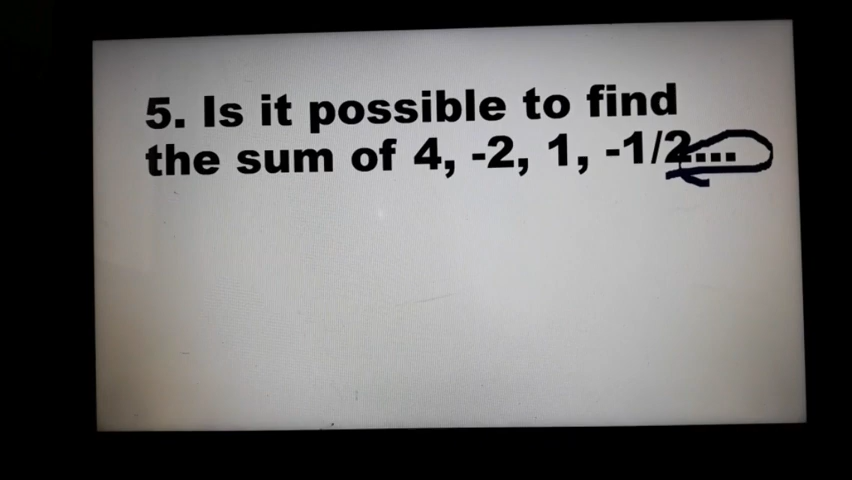 5. Is it possible to find
the sum of 4, -2, 1, -1/2...